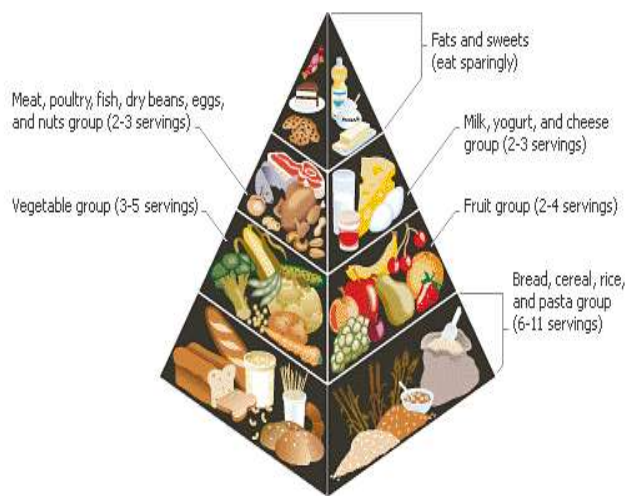 Fats and sweets
(eat sparingly)
Meat, poultry, fish, dry beans, eggs,
and nuts group (2-3 servings)
Milk, yogurt, and cheese
group (2-3 servings)
Vegetable group (3-5 servings)
Fruit group (2-4 servings)
Bread, cereal, rice,
and pasta group
(6-11 servings)